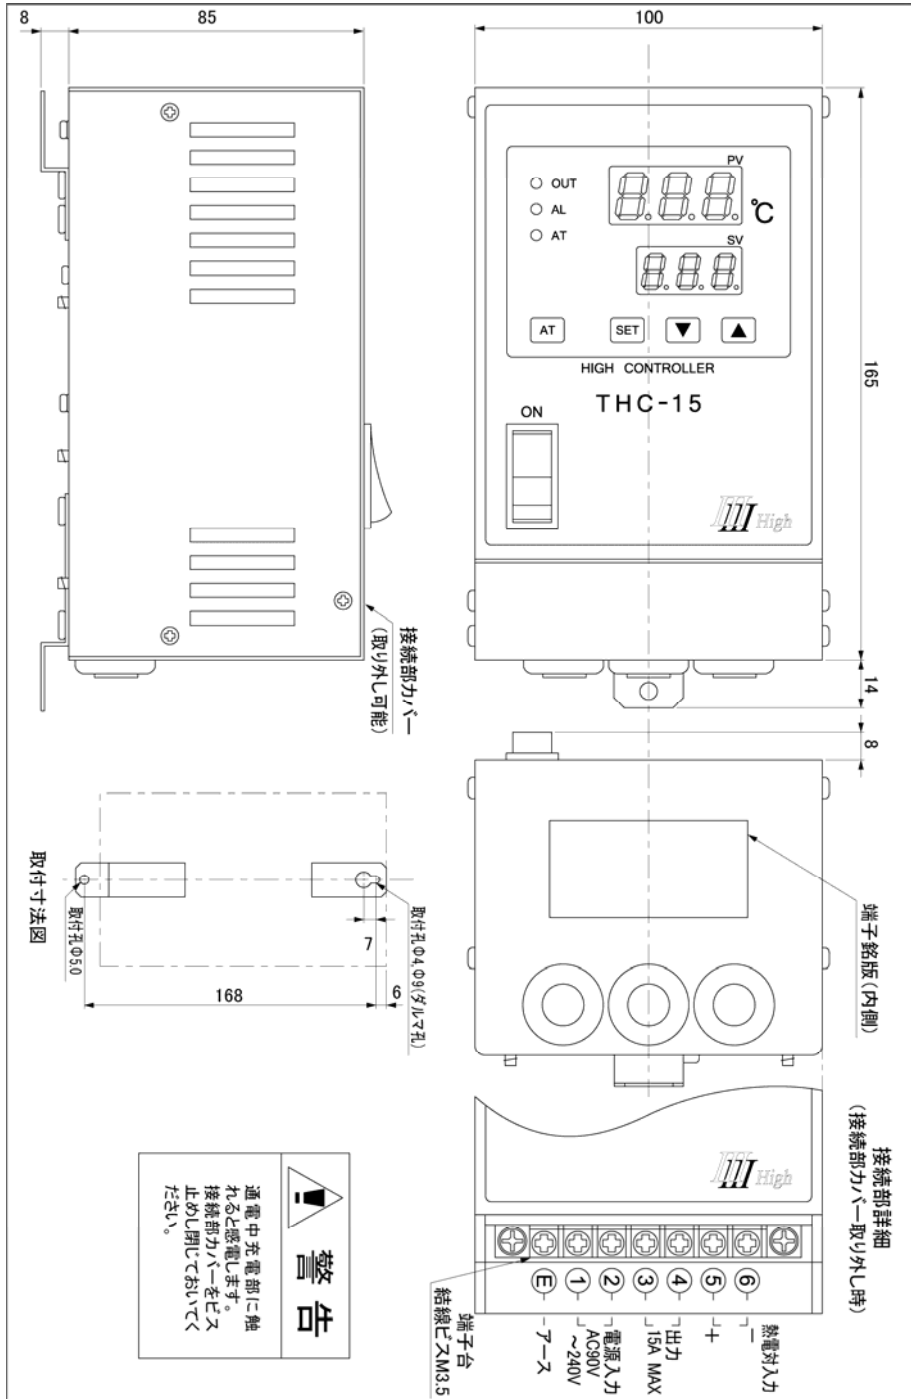 8
85
100
PV
OUT
AL
AT
℃
SV
AT
SET
▼
▲
HIGH CONTROLLER
THC-15
ON
High
165
14
8
接続部カバー
(取り外し可能)
取付寸法図
取付孔Φ5.0
取付孔Φ4,Φ9(ダルマ孔)
7
168
6
端子銘版(内側)
接続部詳細
(接続部カバー取り外し時)
High
警告
通電中充電部に触
れると感電します。
接続部カバーをビス
止めし閉じておいてく
ださい。
E
1
2
3
4
5
6
端子台
結線ビスM3.5
アース
電源入力
AC90V
~240V
出力
15A MAX
+
−
熱電対入力